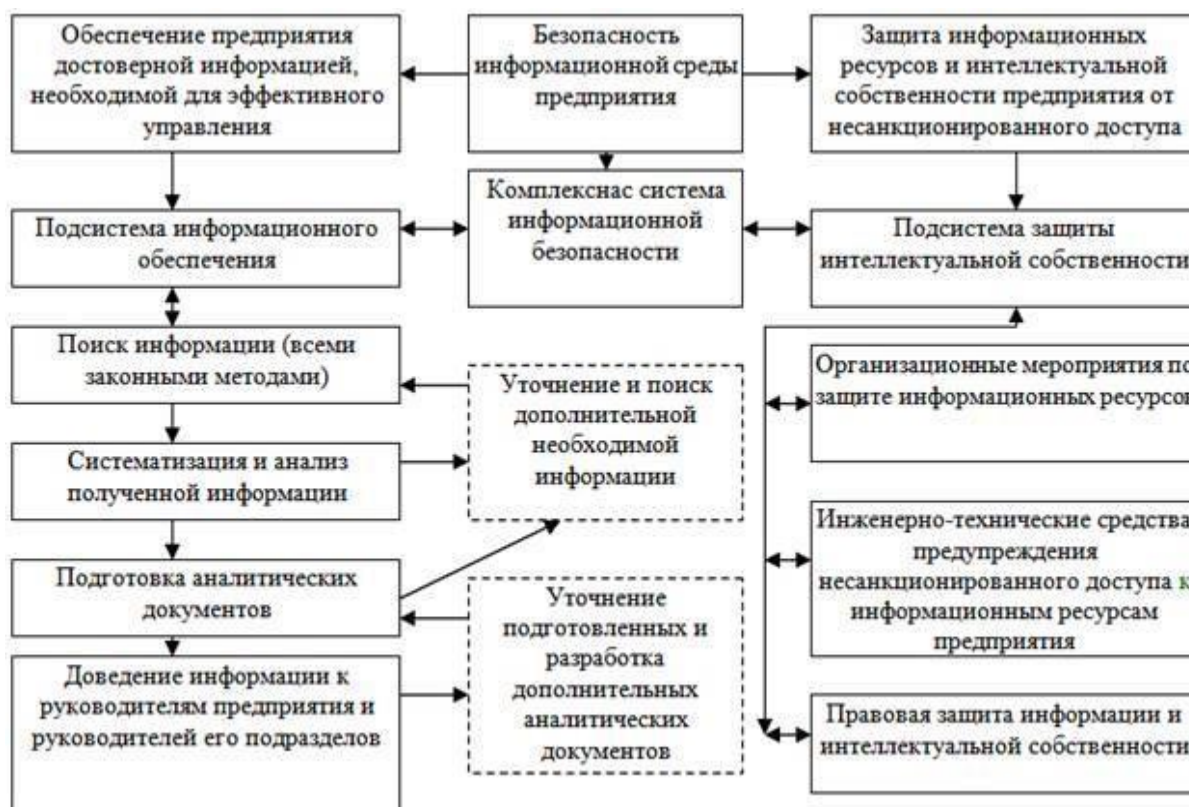 Обеспечение предприятия
достоверной информацией,
необходимой для эффективного
управления
Безопасность
информационной среды
предприятия
Защита информационных
ресурсов и интеллектуальной
собственности предприятия от
несанкционированного доступа
Подсистема информационного
обеспечения
Комплекснас система
информационной
безопасности
Подсистема защиты
интеллектуальной собственности
Поиск информации (всеми
законными методами)
Уточнение и поиск
дополнительной
необходимой
информации
Организационные мероприятия по
защите информационных ресурсов
Систематизация и анализ
полученной информации
Инженерно-технические средства
предупреждения
несанкционированного доступа к
информационным ресурсам
предприятия
Подготовка аналитических
документов
Уточнение
подготовленных и
разработка
дополнительных
аналитических
документов
Доведение информации к
руководителям предприятия и
руководителей его подразделов
Правовая защита информации и
интеллектуальной собственности